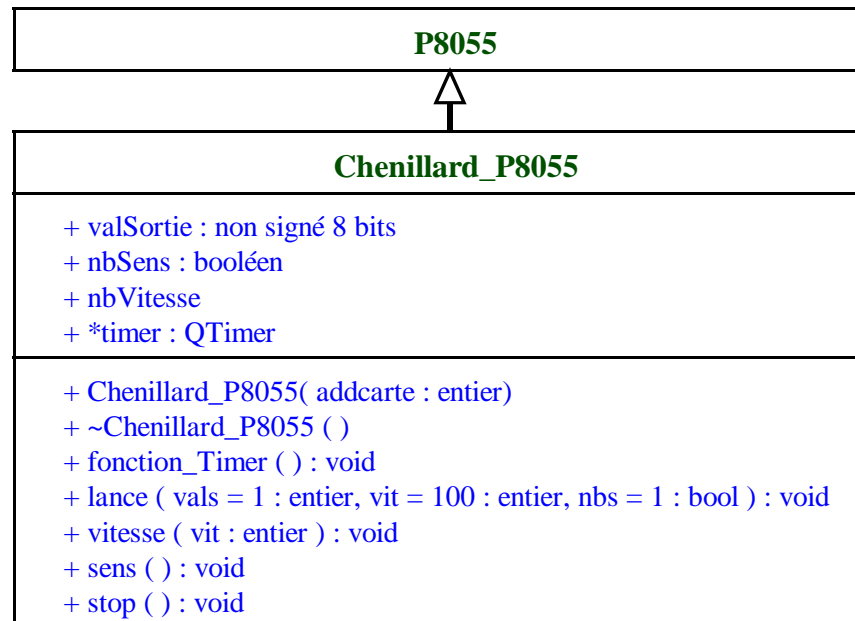 P8055
Chenillard_P8055
+ valSortie : non signé 8 bits
+ nbSens : booléen
+ nbVitesse
+ *timer : QTimer
+ Chenillard_P8055( addcarte : entier)
+ ~Chenillard_P8055 ( )
+ fonction_Timer ( ) : void
+ lance ( vals = 1 : entier, vit = 100 : entier, nbs = 1 : bool ) : void
+ vitesse ( vit : entier ) : void
+ sens ( ) : void
+ stop ( ) : void